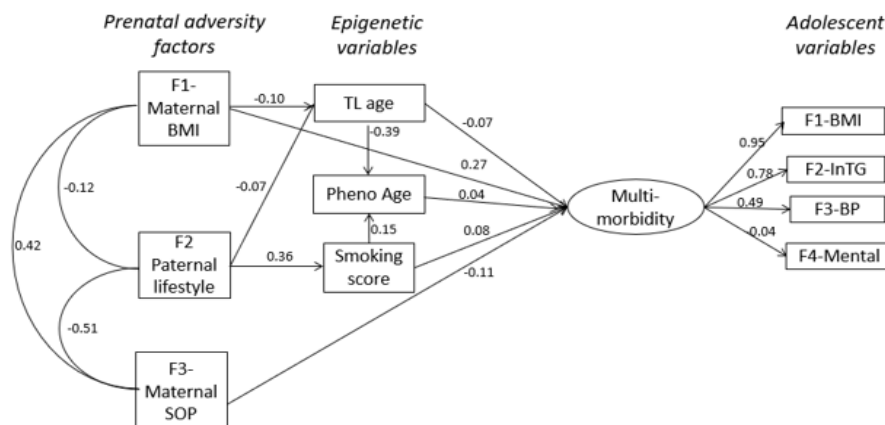 Prenatal adversity
factors
Epigenetic
variables
Adolescent
variables
F1-
Maternal
BMI
-0.10
TL age
-0.07
-0.39
0.27
F1-BMI
0.95
-0.12
-0.07
Pheno Age
0.04
Multi-
morbidity
0.78
F2-InTG
0.49
F3-BP
0.42
0.15
0.08
-0.04
F4-Mental
F2
Paternal
lifestyle
0.36
Smoking
score
-0.11
-0.51
F3-
Maternal
SOP